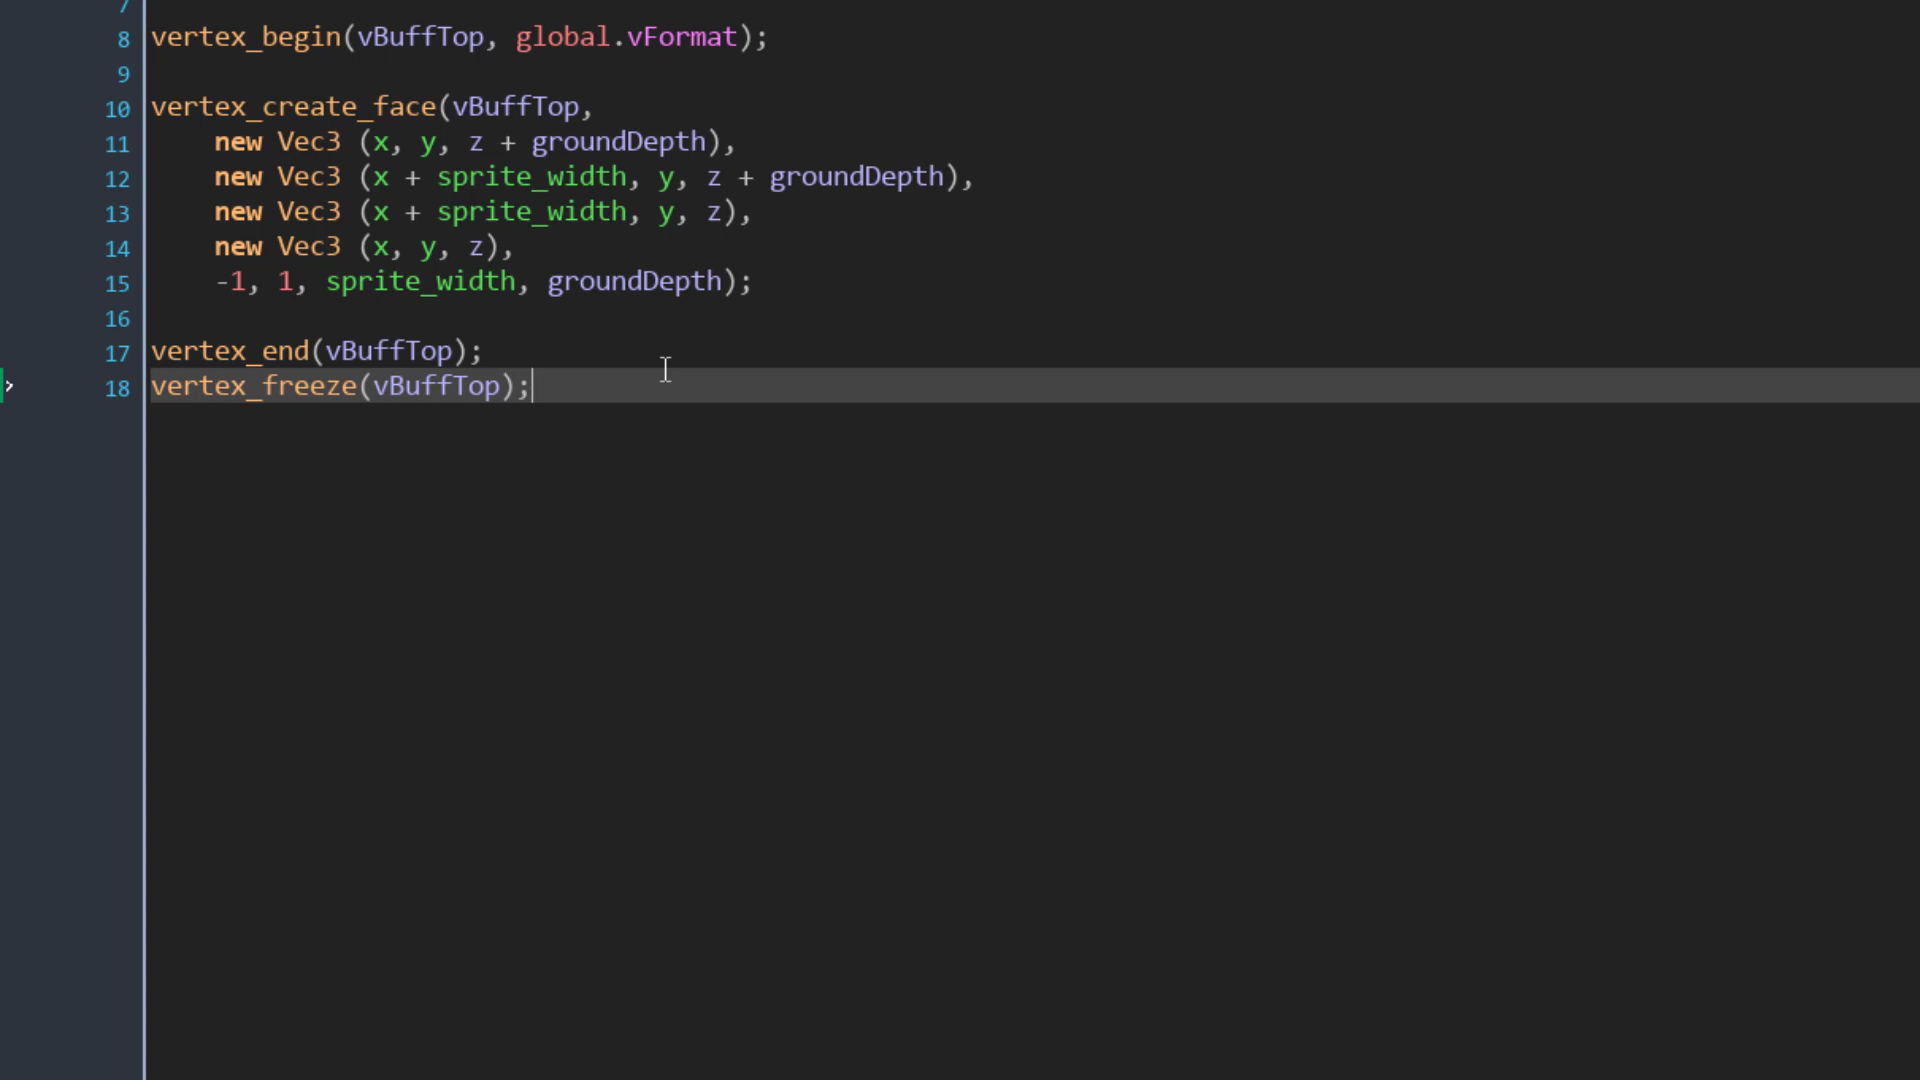 7
8 vertex_begin(vBuffTop, global.vFormat);
9
10 vertex_create_face(vBuffTop,
11 new Vec3 (x, y, z + groundDepth),
12 new Vec3 (x + sprite_width, y, z + groundDepth),
13 new Vec3 (x + sprite_width, y, z),
14 new Vec3 (x, y, z),
15 -1, 1, sprite_width, groundDepth);
16
17 vertex_end(vBuffTop);
18 vertex_freeze(vBuffTop);